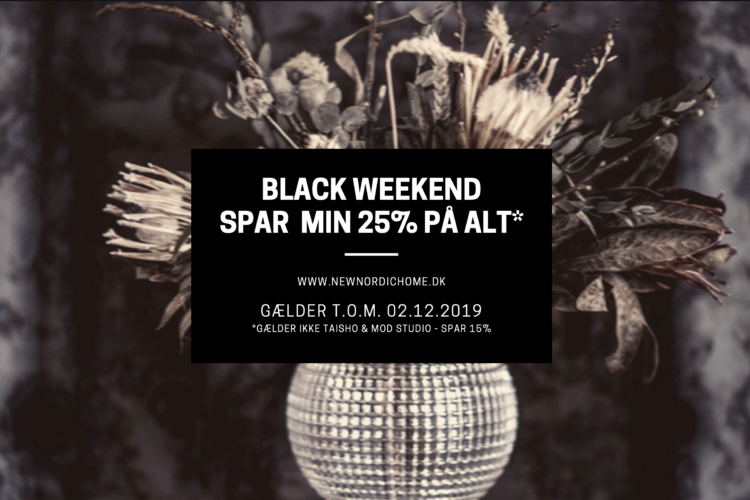 BLACK WEEKEND
SPAR MIN 25% PÅ ALT*
WWW.NEWNORDICHOME.DK
GÆLDER T.O.M. 02.12.2019
*GÆLDER IKKE TAISHO & MOD STUDIO - SPAR 15%